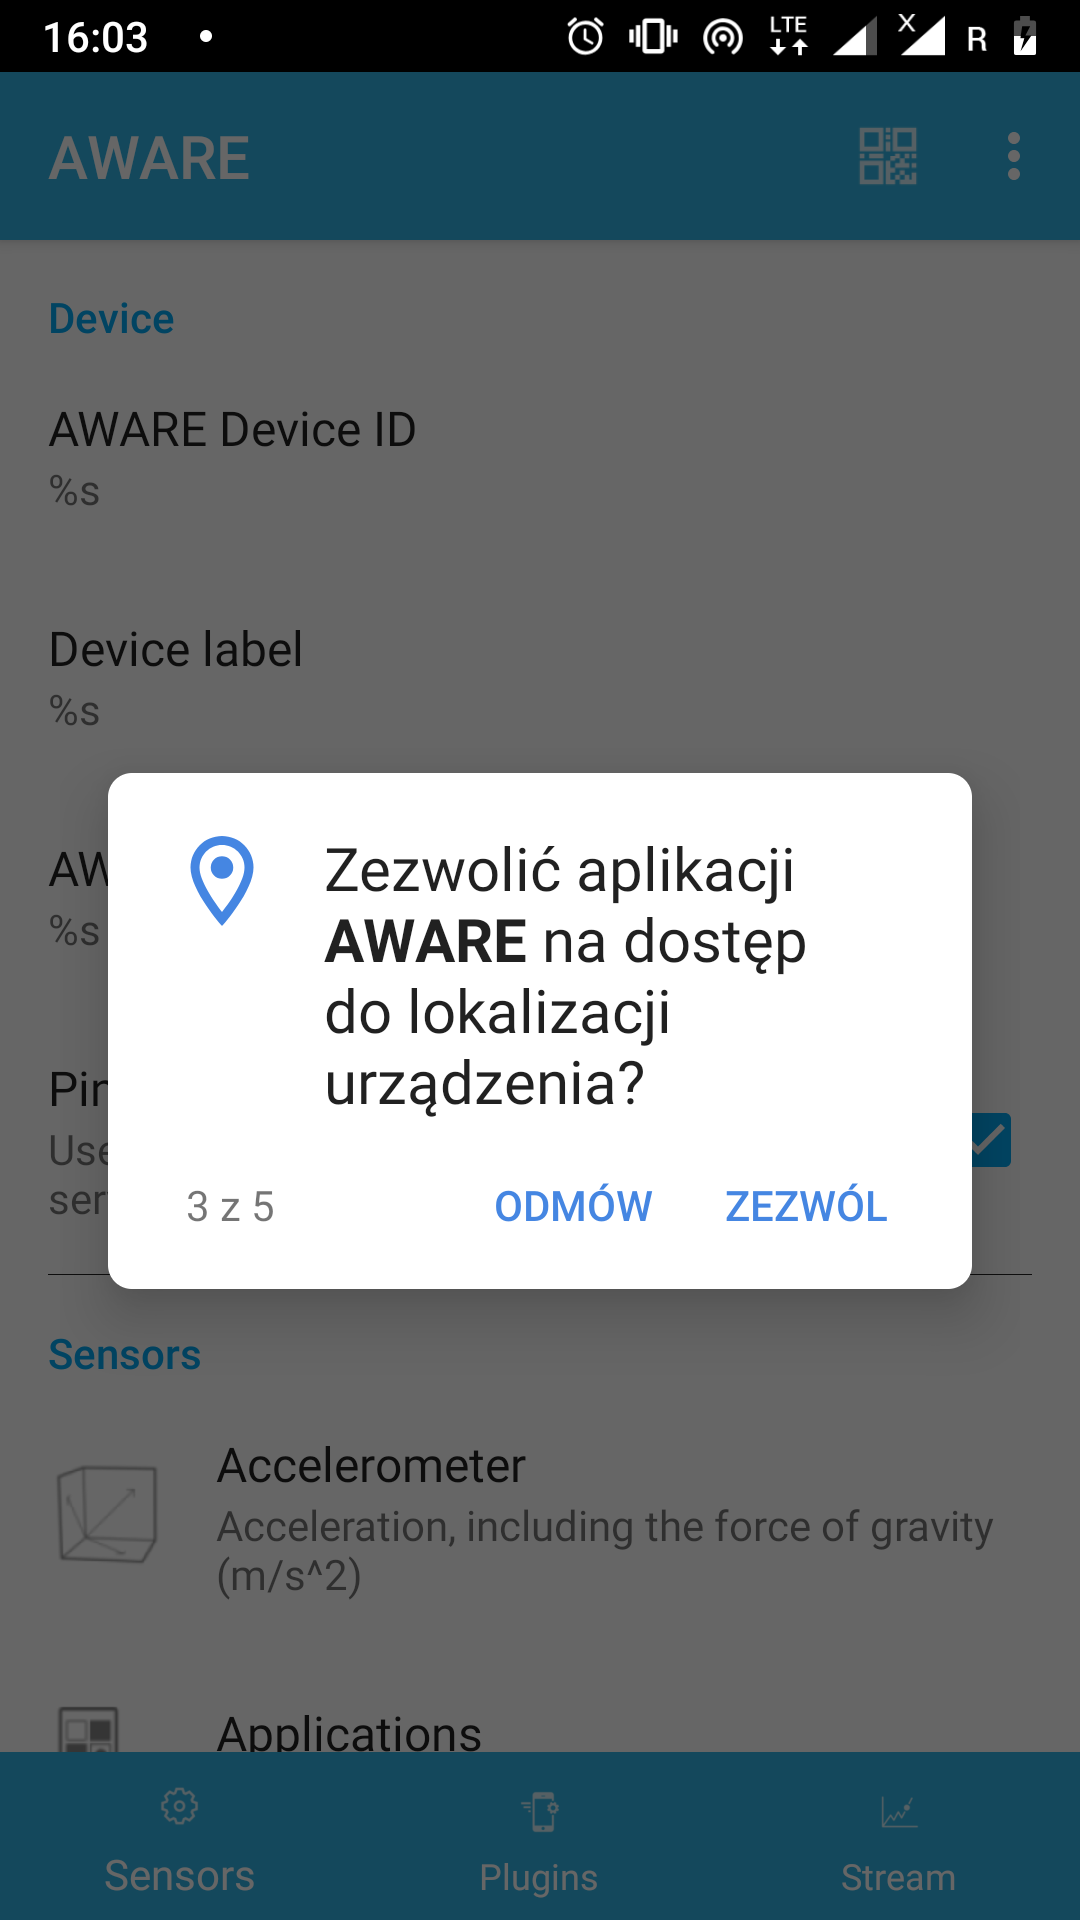 16:03
LTE
X
R
AWARE
Device
AWARE Device ID
%s
Device label
%s
AW
%s
Zezwolić aplikacji
AWARE na dostęp
do lokalizacji
urządzenia?
3 z 5
ODMÓW
ZEZWÓL
Pin
Use
ser
Sensors
Accelerometer
Acceleration, including the force of gravity
(m/s^2)
Applications
Sensors
Plugins
Stream